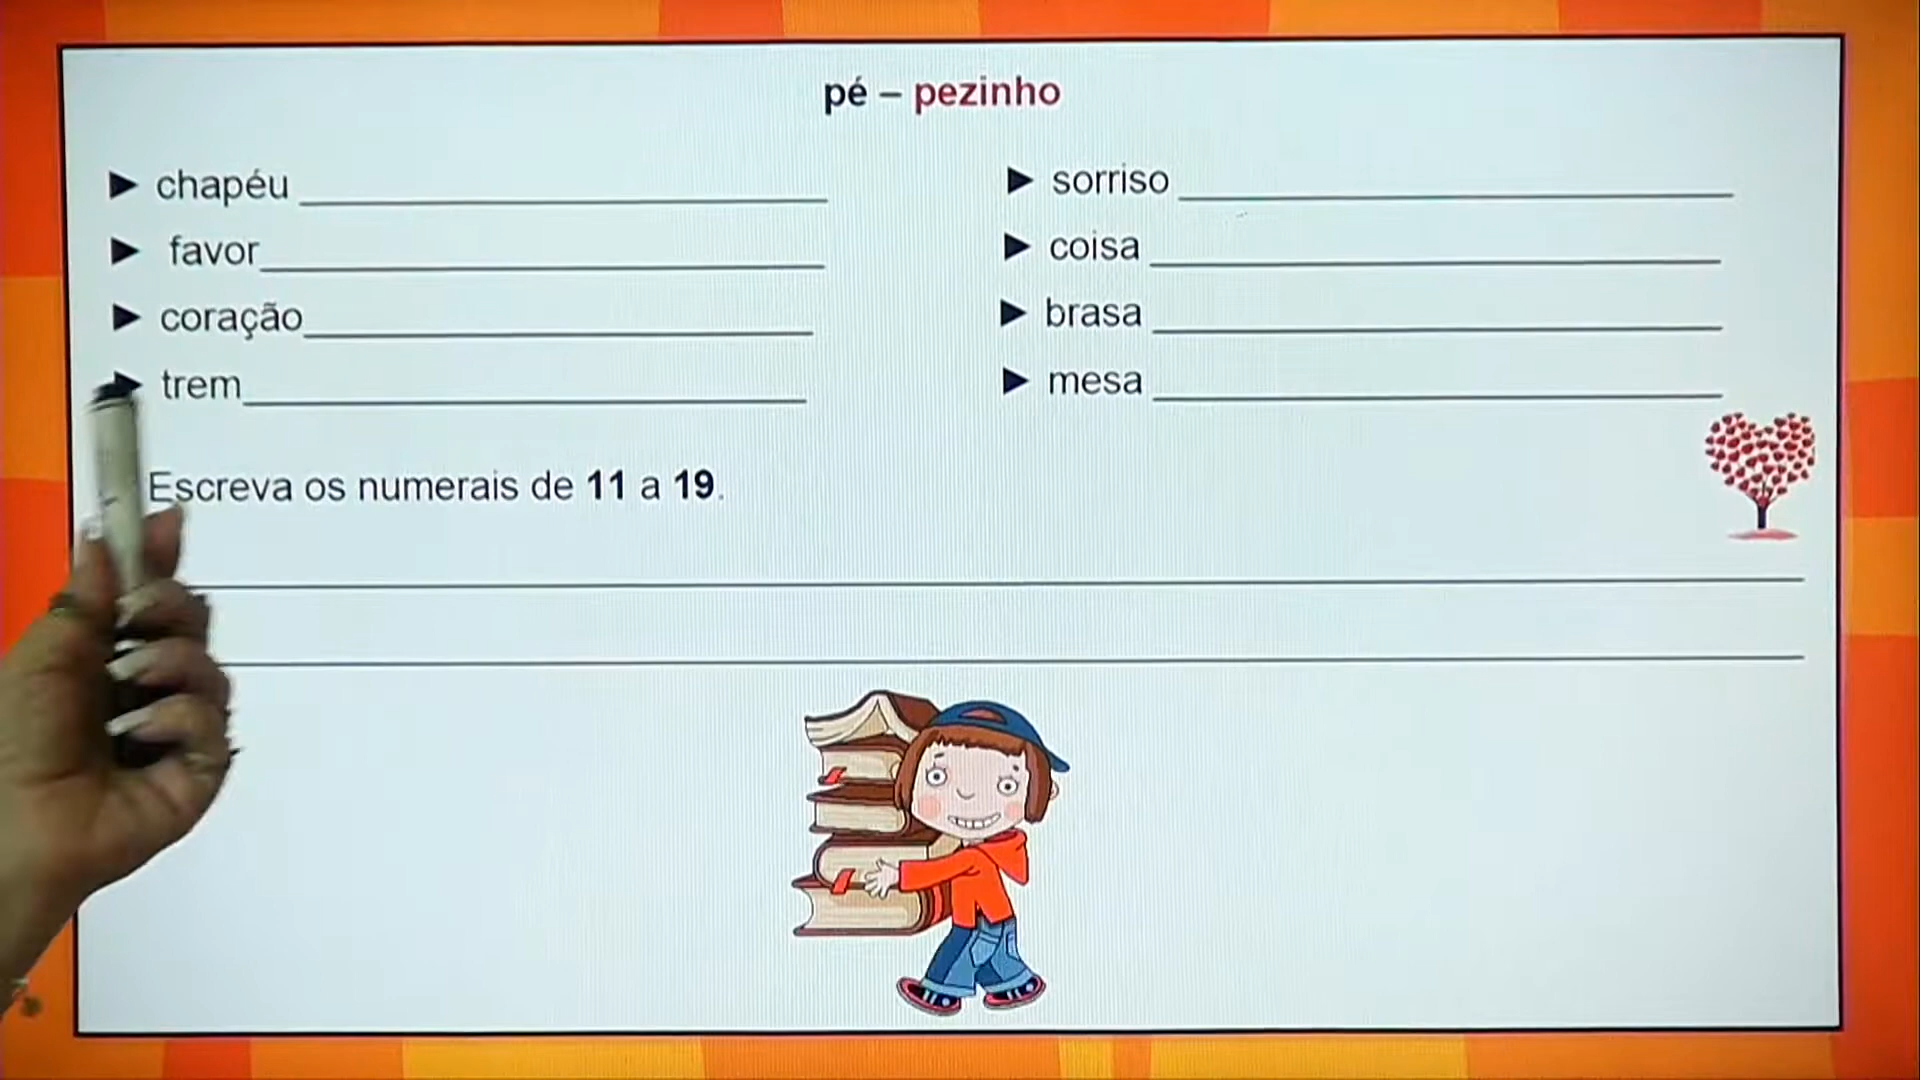 pé – pezinho
► chapéu
► favor
► coração
► trem
► sorriso
► coisa
► brasa
► mesa
Escreva os numerais de 11 a 19.